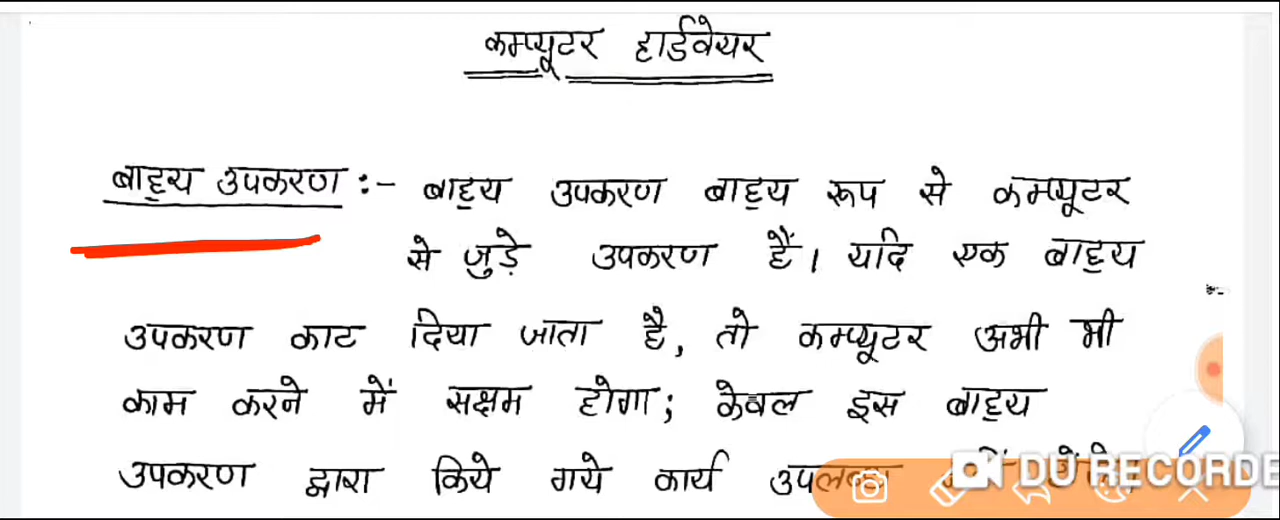 कम्प्यूटर हार्डवेयर
बाह्य उपकरण :- बाह्य उपकरण बाह्य रूप से कम्प्यूटर
से जुड़े उपकरण हैं। यदि एक बाह्य
उपकरण काट दिया जाता है, तो कम्प्यूटर अभी भी
काम करने में सक्षम होगा; केवल इस बाह्य
उपकरण द्वारा किये गये कार्य
DU RECORDE